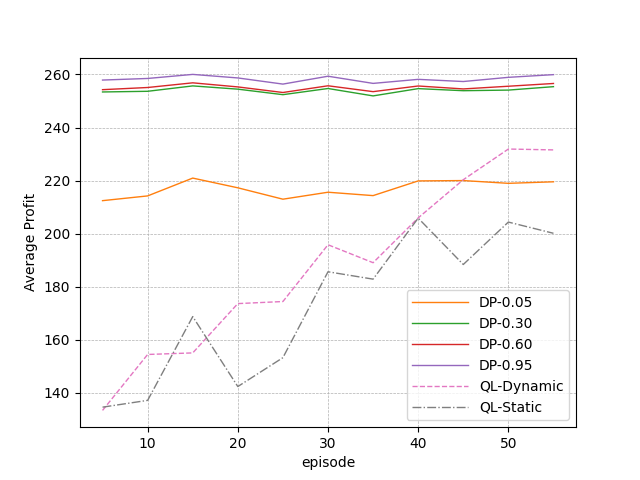 260
240
220
200
180
160
140
Average Profit
10 20 30 40 50
episode
DP-0.05
DP-0.30
DP-0.60
DP-0.95
QL-Dynamic
QL-Static